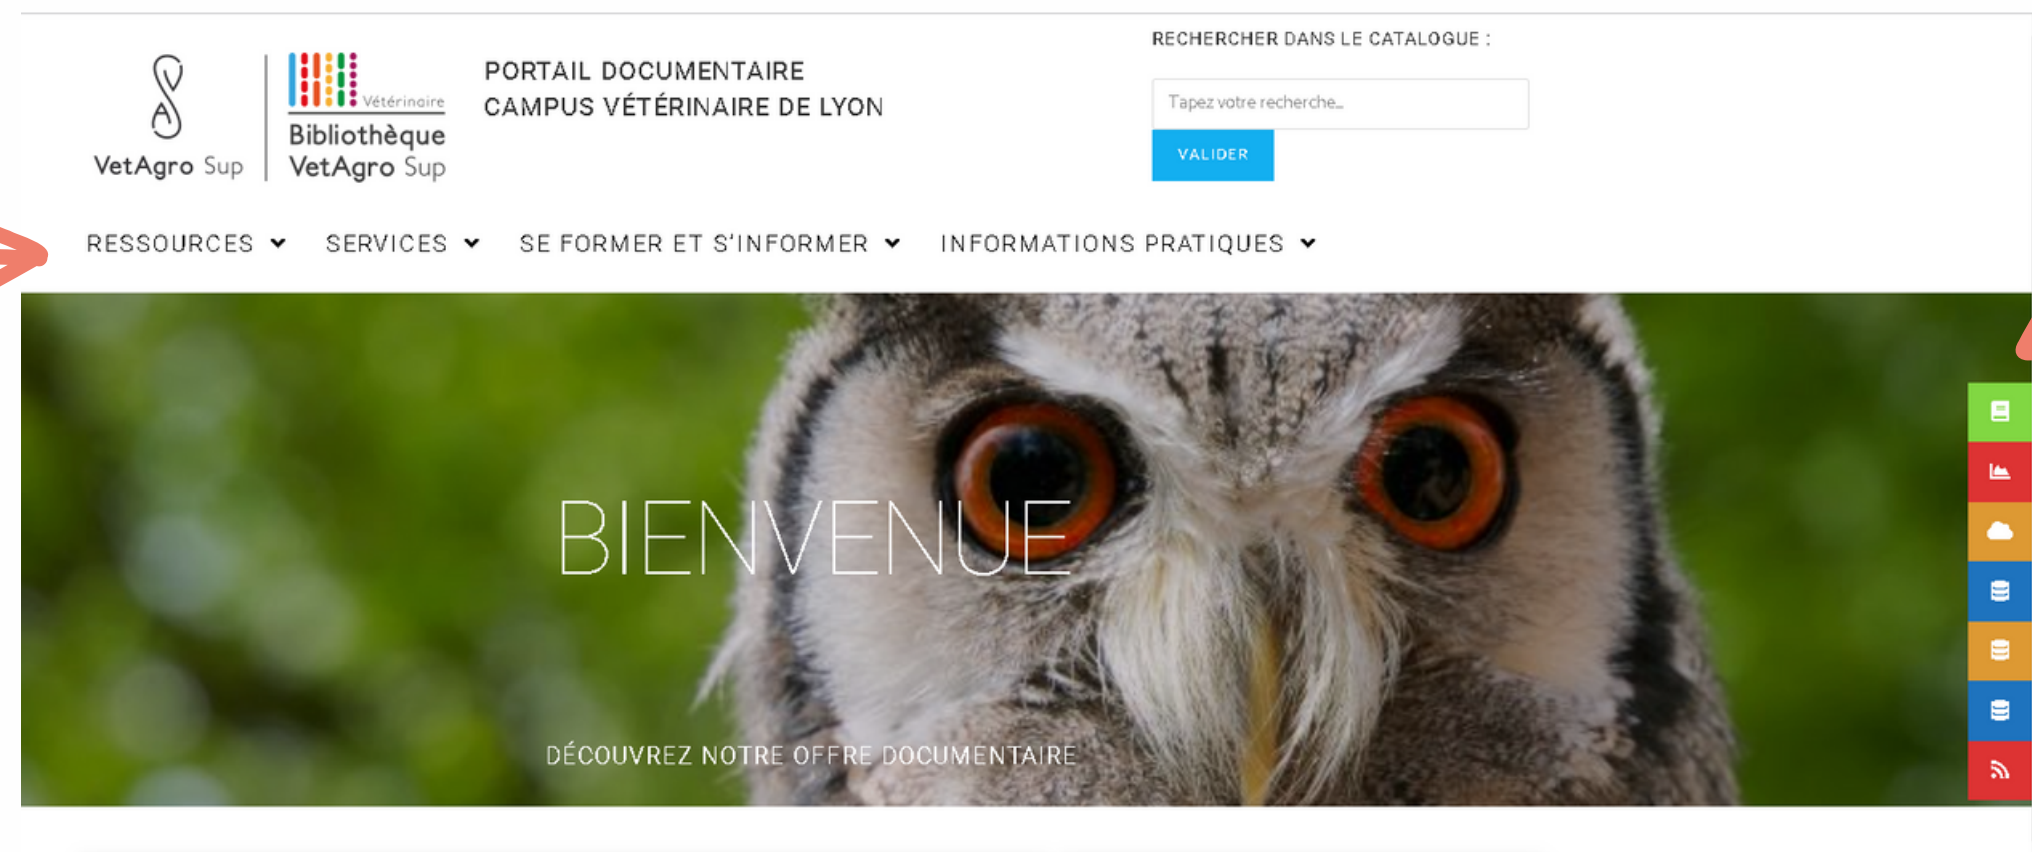 RECHERCHER DANS LE CATALOGUE :
PORTAIL DOCUMENTAIRE
CAMPUS VÉTÉRINAIRE DE LYON
Tapez votre recherche...
VALIDER
VetAgro Sup
Vétérinaire
Bibliothèque
VetAgro Sup
RESSOURCES SERVICES SE FORMER ET S'INFORMER INFORMATIONS PRATIQUES
BIENVENUE
DÉCOUVREZ NOTRE OFFRE DOCUMENTAIRE